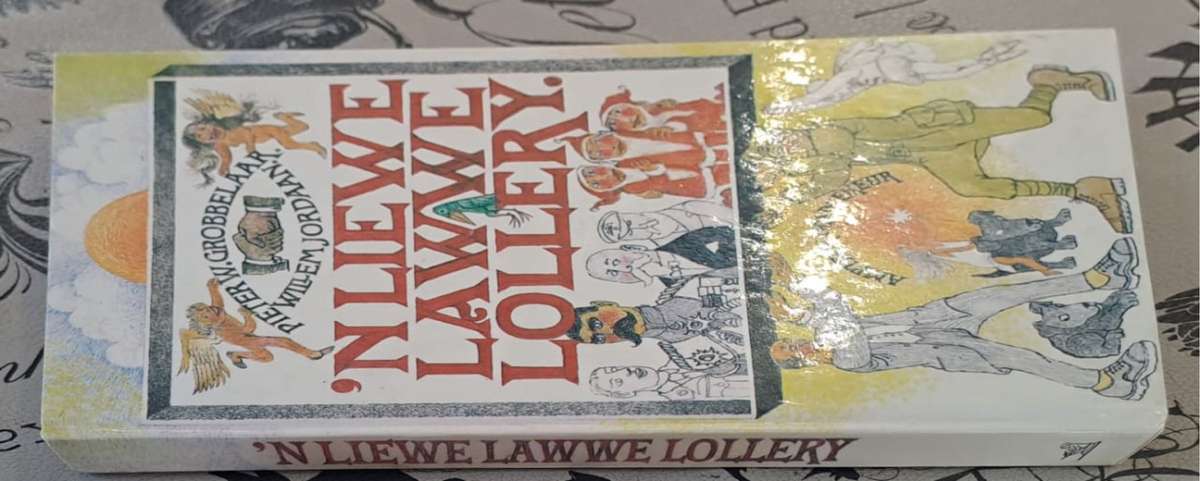 PIETER W. GROBBELAAR.
WILLEM JORDAAN.
'N LIEWE
LAWWE
LOLLERY.
'N LIEWE LAWWE LOLLERY